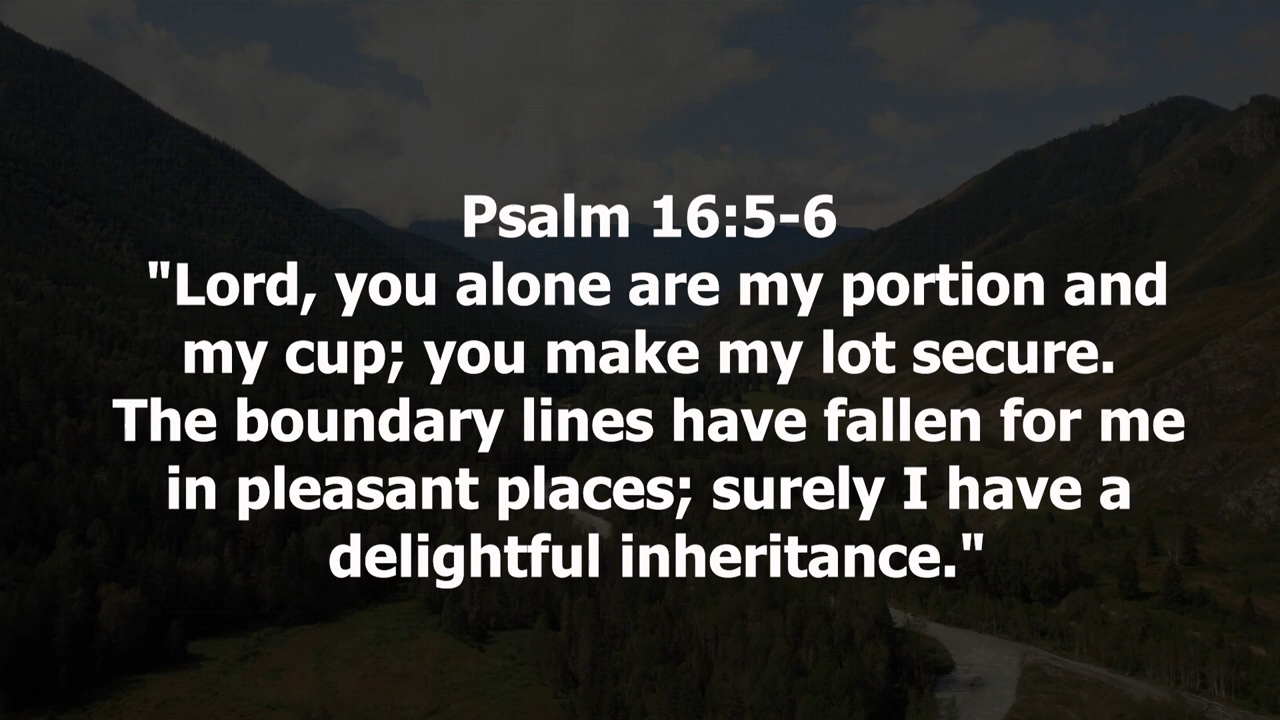 Psalm 16:5-6
"Lord, you alone are my portion and
my cup; you make my lot secure.
The boundary lines have fallen for me
in pleasant places; surely I have a
delightful inheritance."